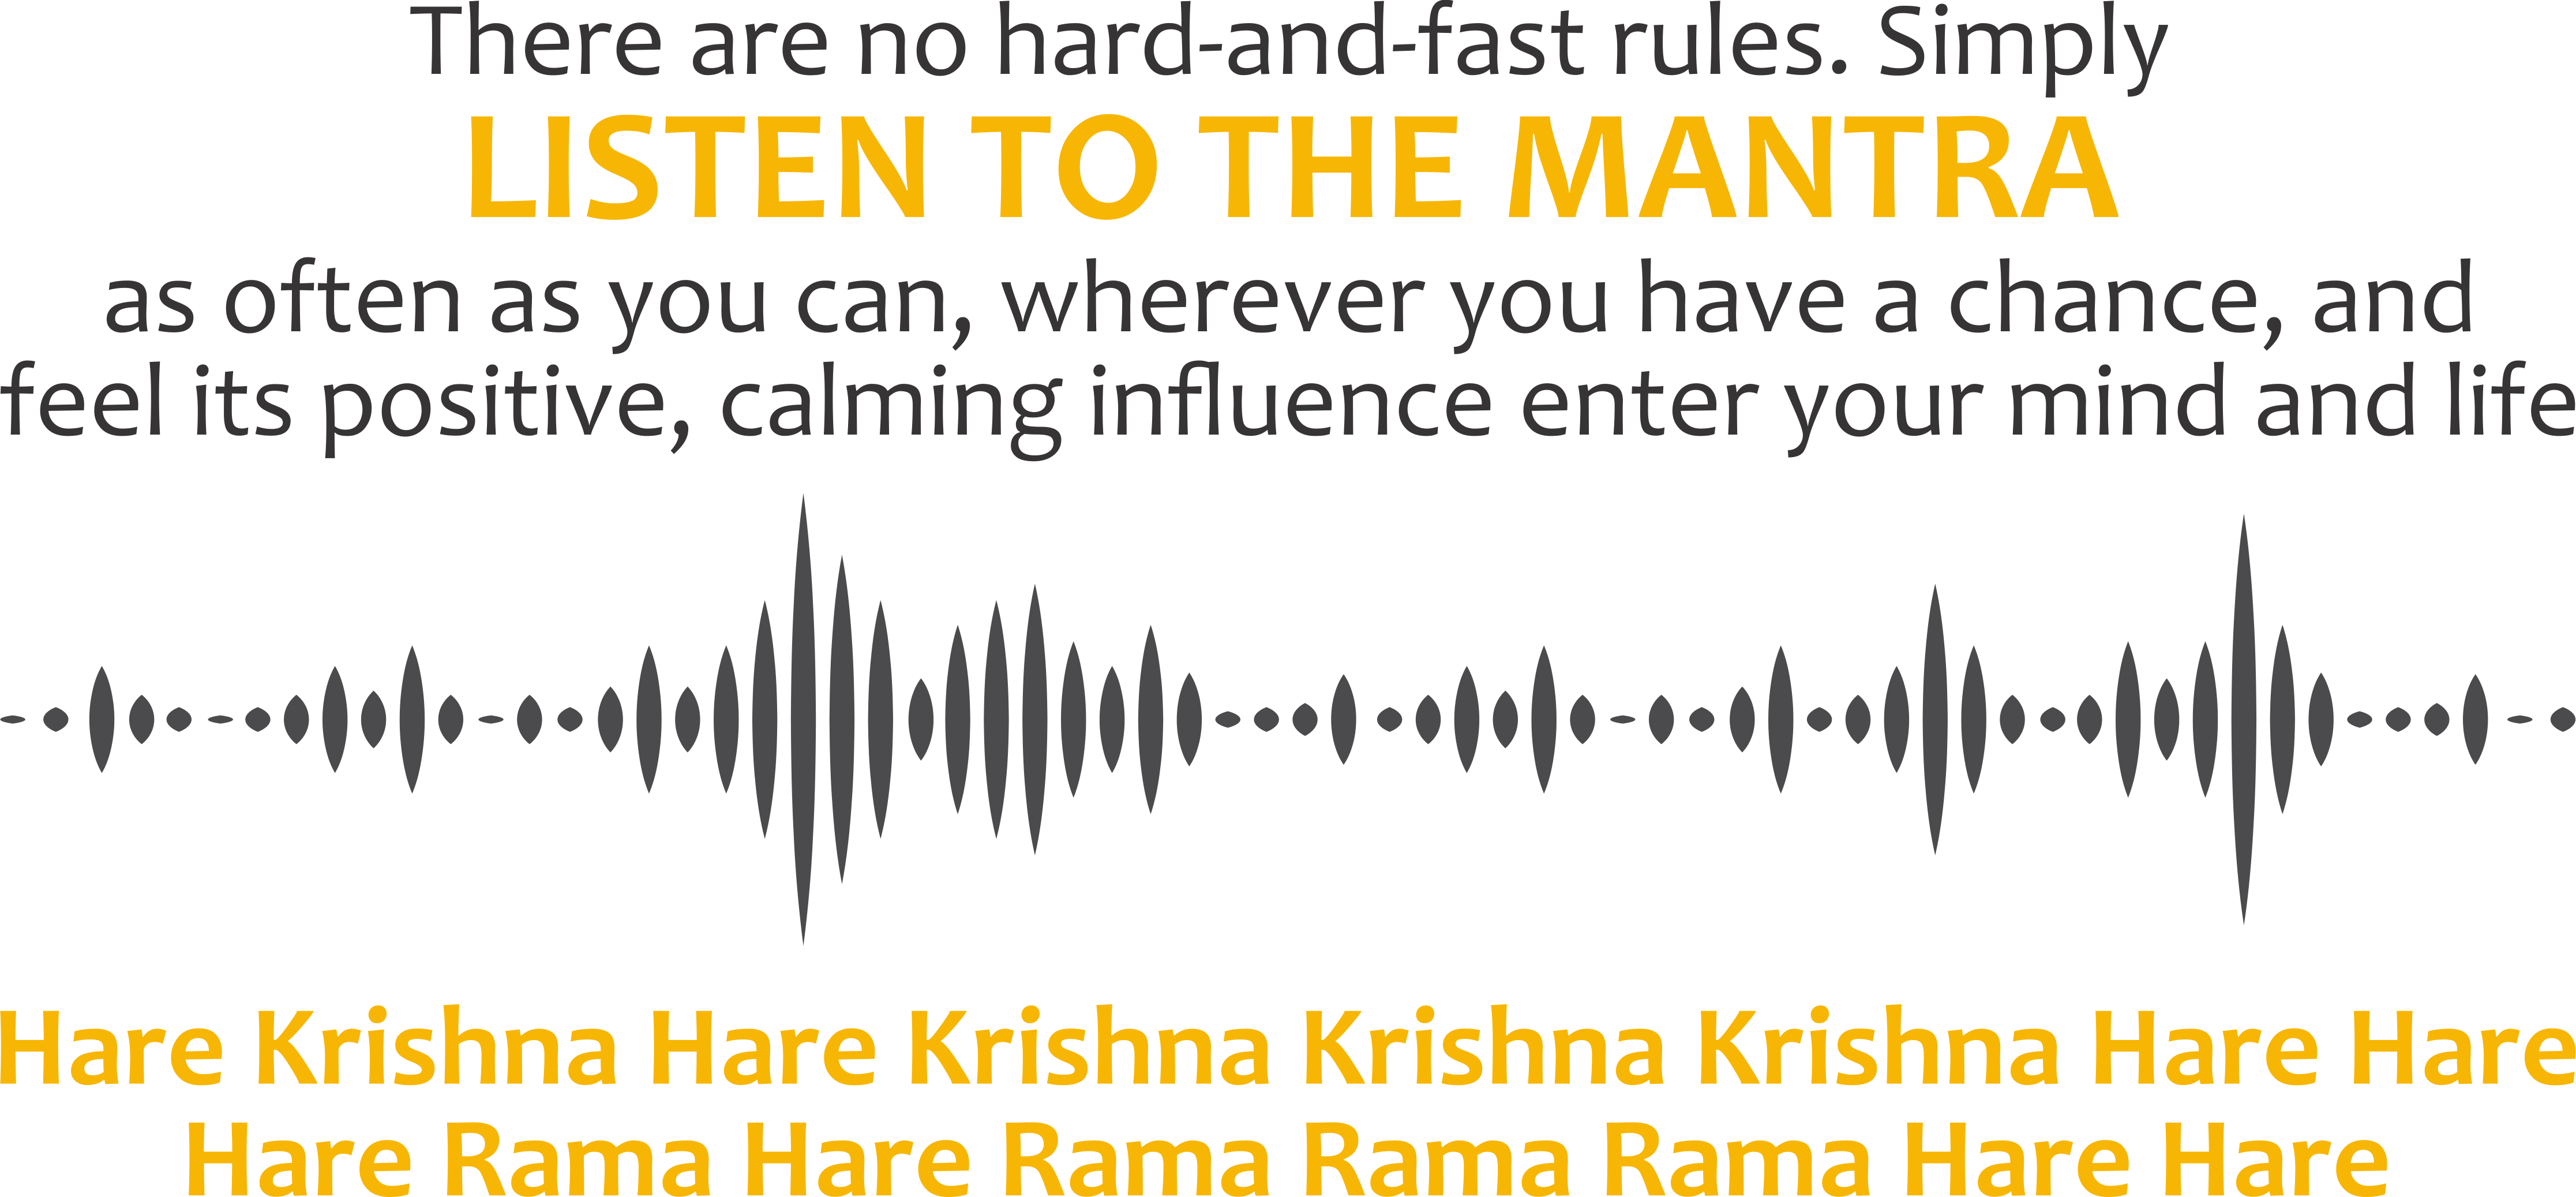 There are no hard-and-fast rules. Simply
LISTEN TO THE MANTRA
as often as you can, wherever you have a chance, and
feel its positive, calming influence enter your mind and life
Hare Krishna Hare Krishna Krishna Krishna Hare Hare
Hare Rama Hare Rama Rama Rama Hare Hare